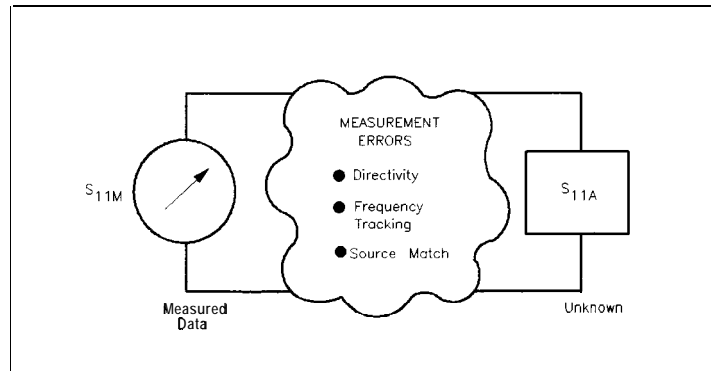 MEASUREMENT
ERRORS
● Directivity
● Frequency
Tracking
● Source Match
S11M
S11A
Measured
Data
Unknown